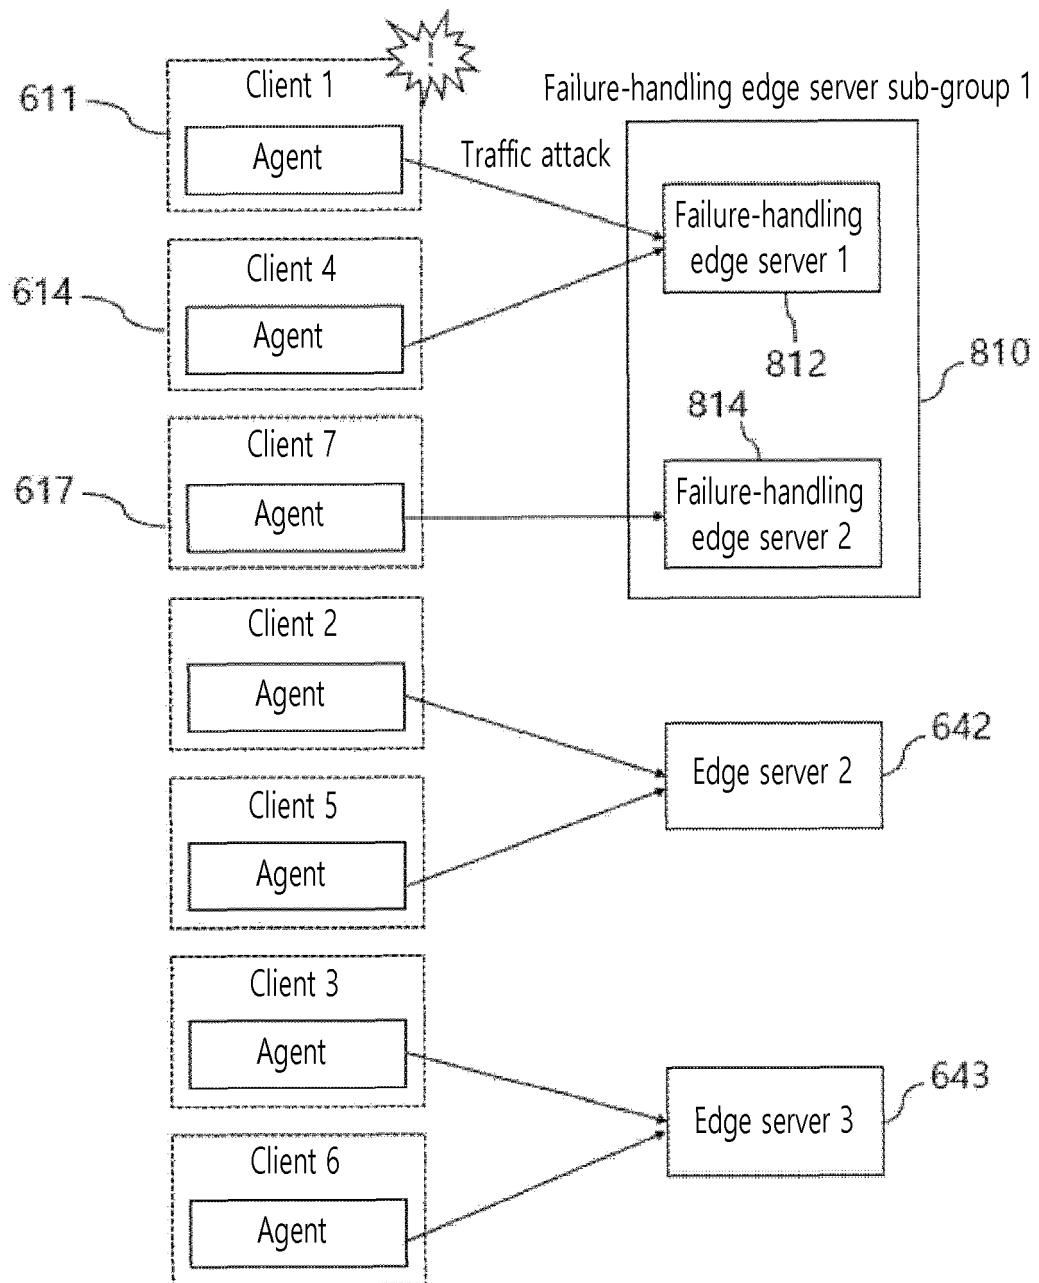 !
Client 1
611
Agent
Failure-handling edge server sub-group 1
Traffic attack
Failure-handling
edge server 1
812
Client 4
614
Agent
810
814
Client 7
617
Agent
Failure-handling
edge server 2
Client 2
Agent
642
Edge server 2
Client 5
Agent
Client 3
Agent
643
Edge server 3
Client 6
Agent